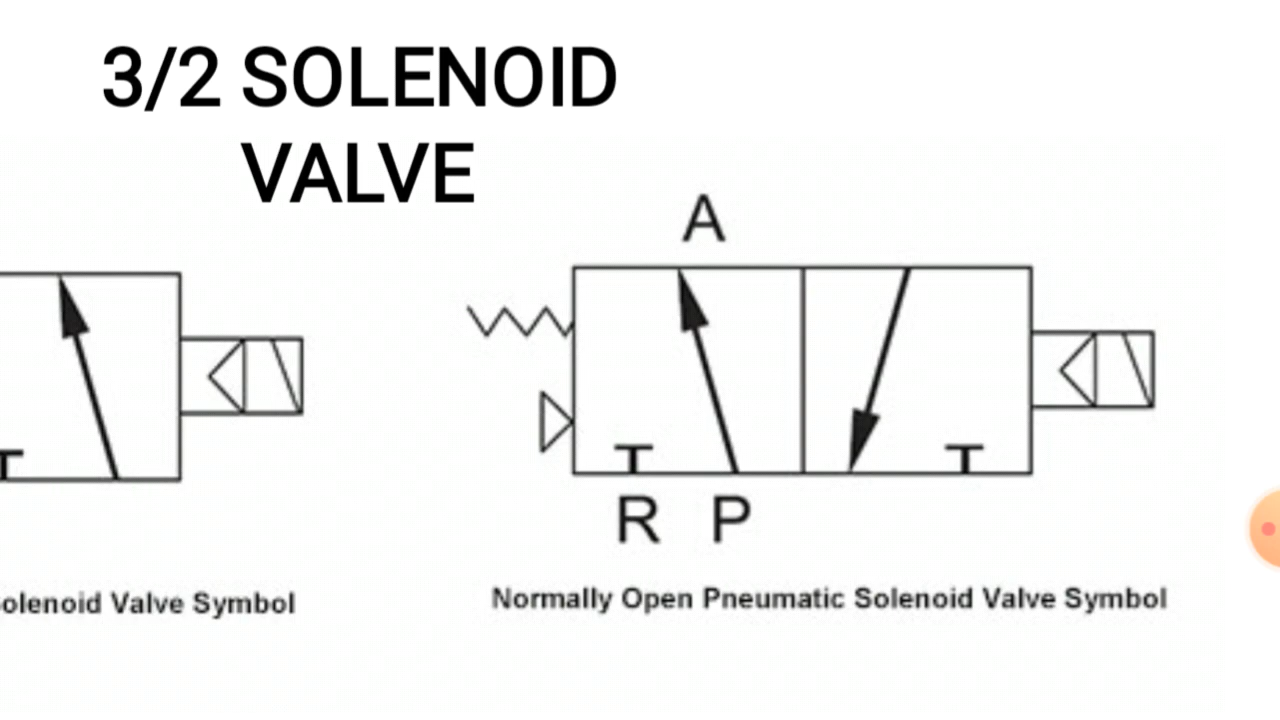 3/2 SOLENOID
VALVE
A
R P
olenoid Valve Symbol
Normally Open Pneumatic Solenoid Valve Symbol